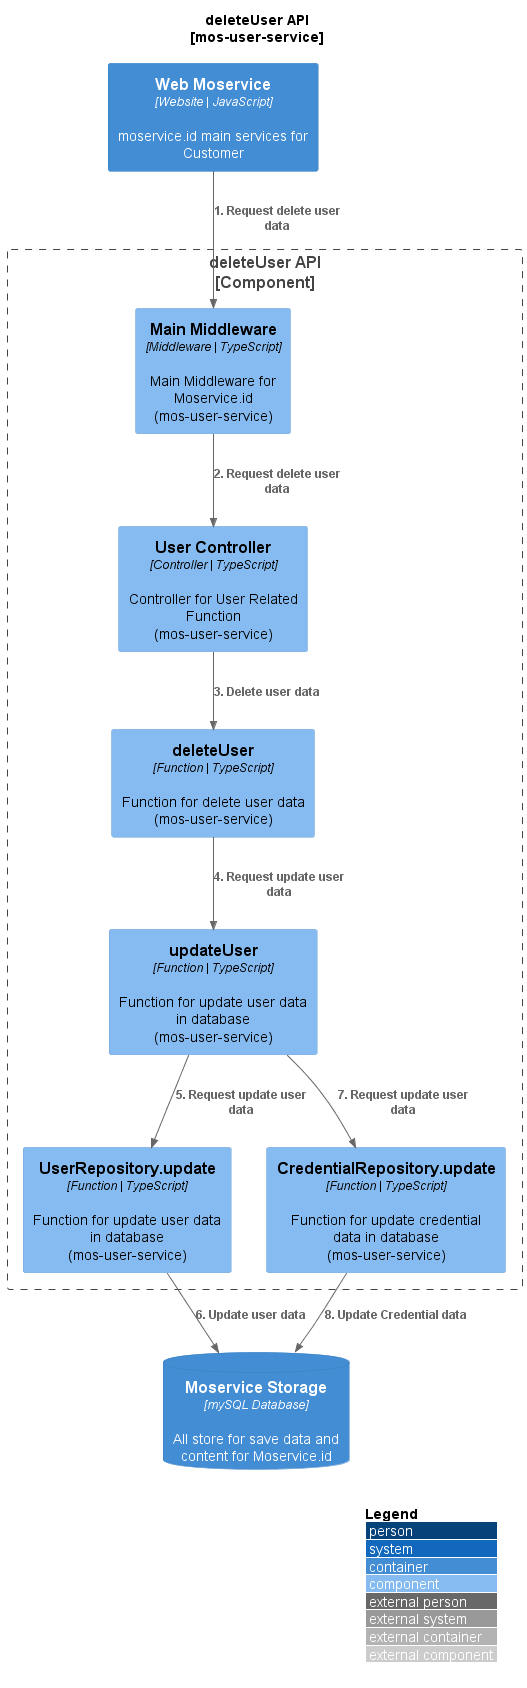 deleteUser API
[mos-user-service]
Web Moservice
[Website | JavaScript]
moservice.id main services for
Customer
1. Request delete user
data
deleteUser API
[Component]
Main Middleware
[Middleware | TypeScript]
Main Middleware for
Moservice.id
(mos-user-service)
2. Request delete user
data
User Controller
[Controller | TypeScript]
Controller for User Related
Function
(mos-user-service)
3. Delete user data
deleteUser
[Function | TypeScript]
Function for delete user data
(mos-user-service)
4. Request update user
data
updateUser
[Function | TypeScript]
Function for update user data
in database
(mos-user-service)
5. Request update user
data
7. Request update user
data
UserRepository.update
[Function | TypeScript]
Function for update user data
in database
(mos-user-service)
CredentialRepository.update
[Function | TypeScript]
Function for update credential
data in database
(mos-user-service)
6. Update user data
8. Update Credential data
Moservice Storage
[mySQL Database]
All store for save data and
content for Moservice.id
Legend
person
system
container
component
external person
external system
external container
external component